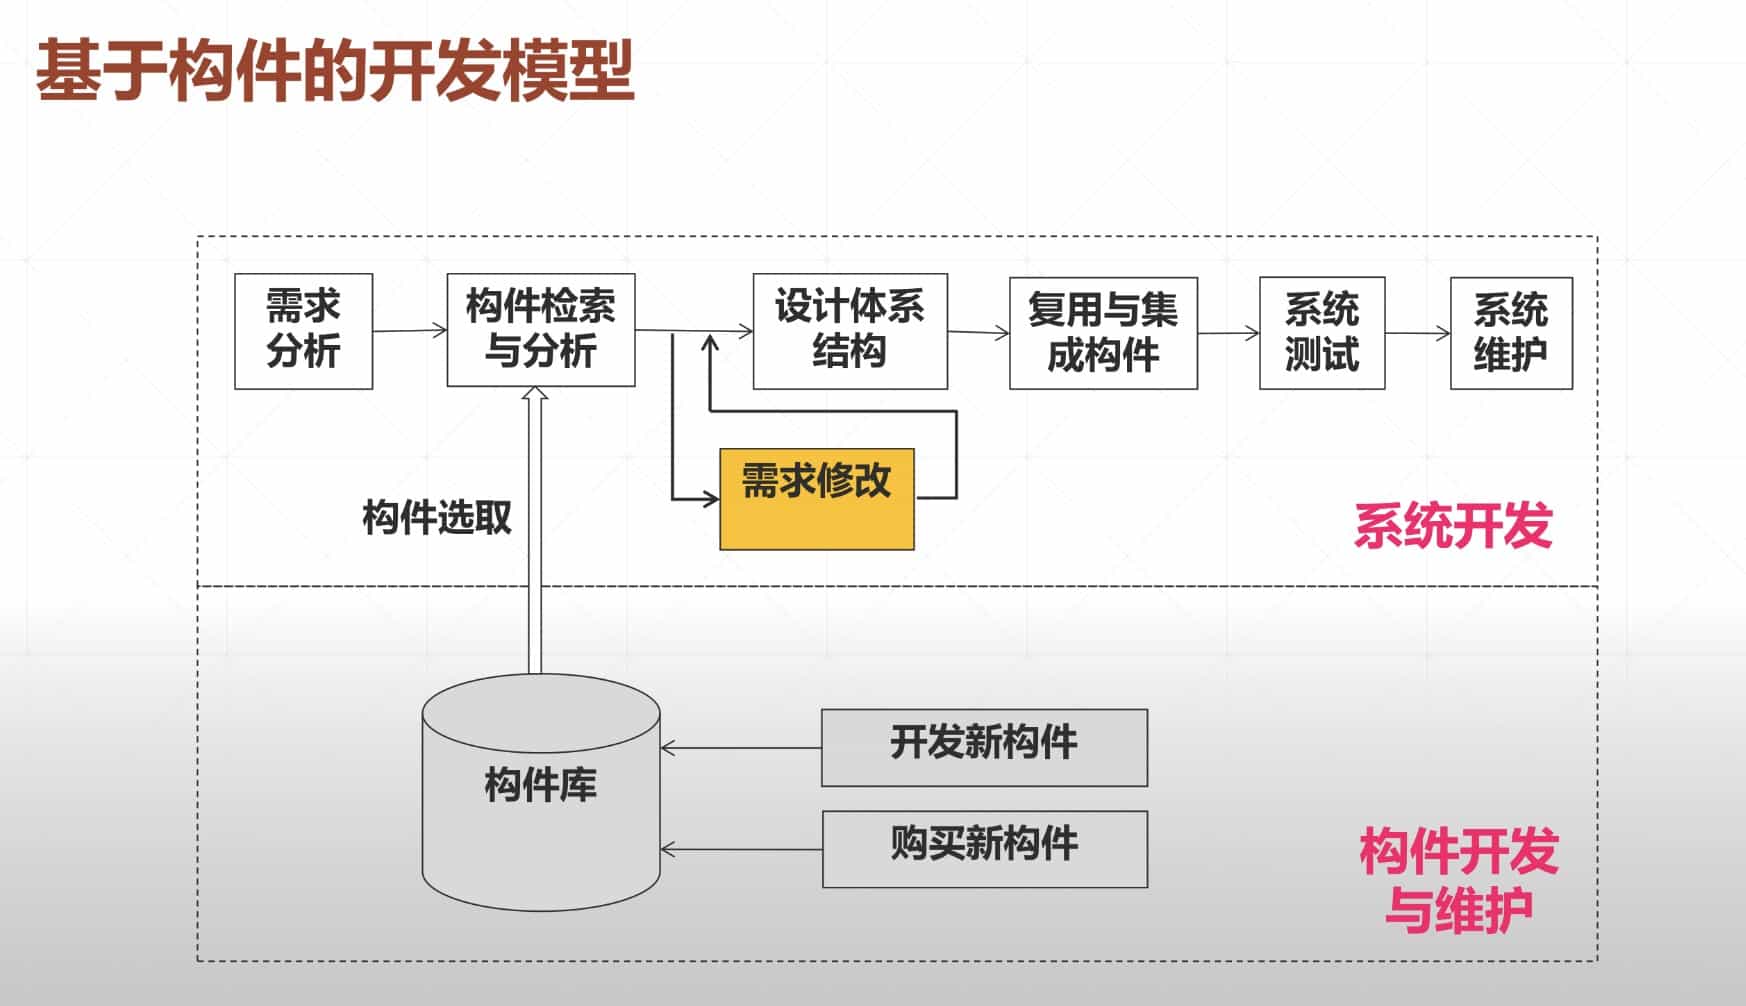 基于构件的开发模型
需求
分析
构件检索
与分析
设计体系
结构
复用与集
成构件
系统
测试
系统
维护
需求修改
构件选取
系统开发
构件库
开发新构件
购买新构件
构件开发
与维护